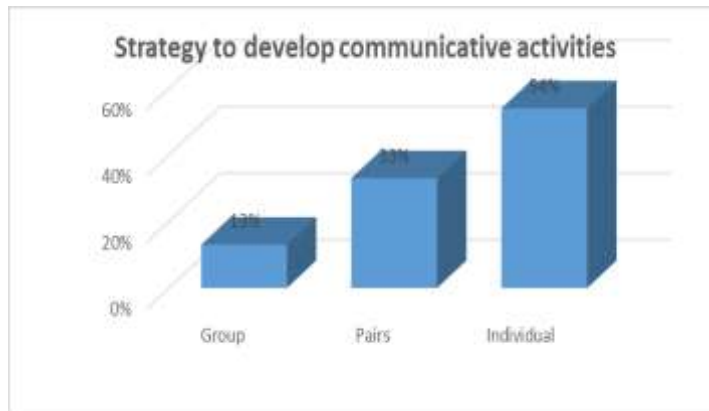 Strategy to develop communicative activities
60%
40%
20%
0%
13%
33%
54%
Group
Pairs
Individual